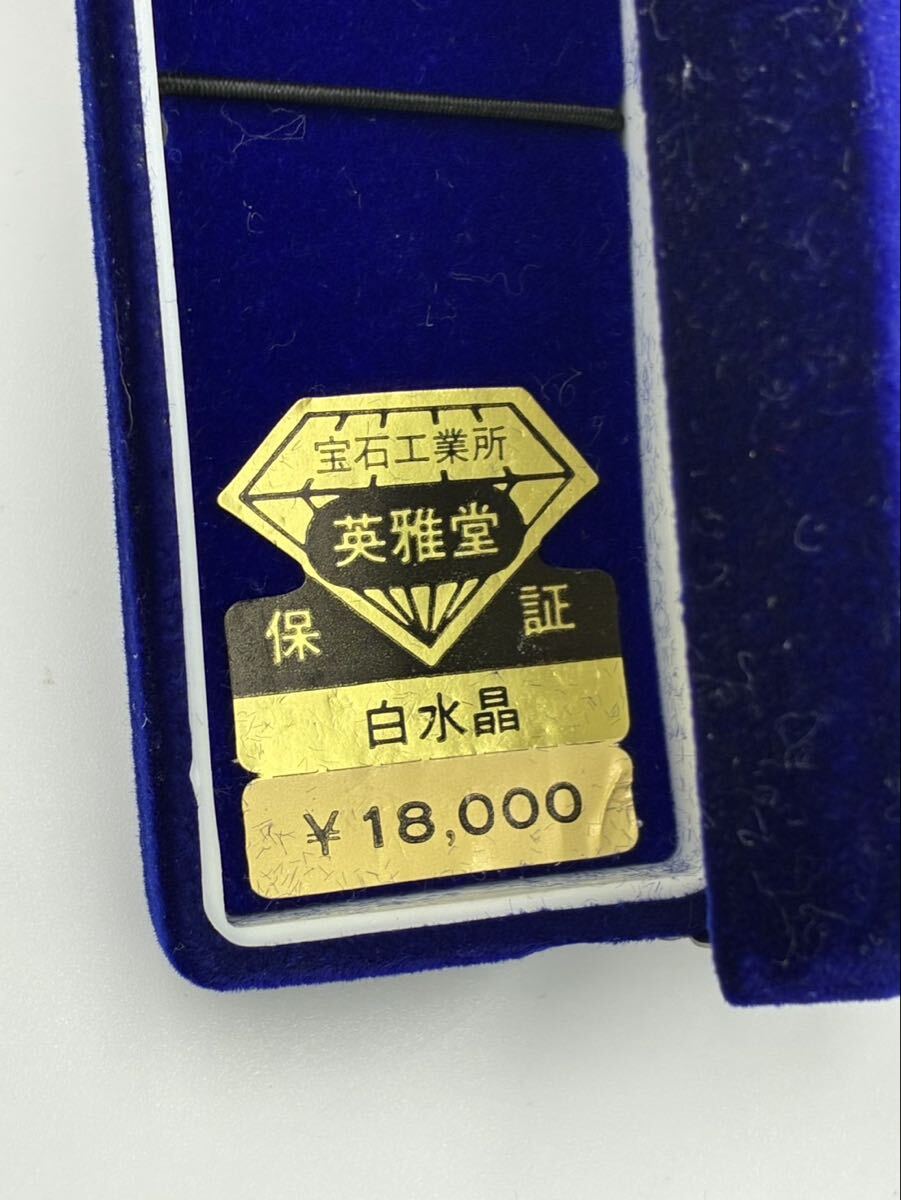 宝石工業所
英雅堂
保証
白水晶
¥18,000